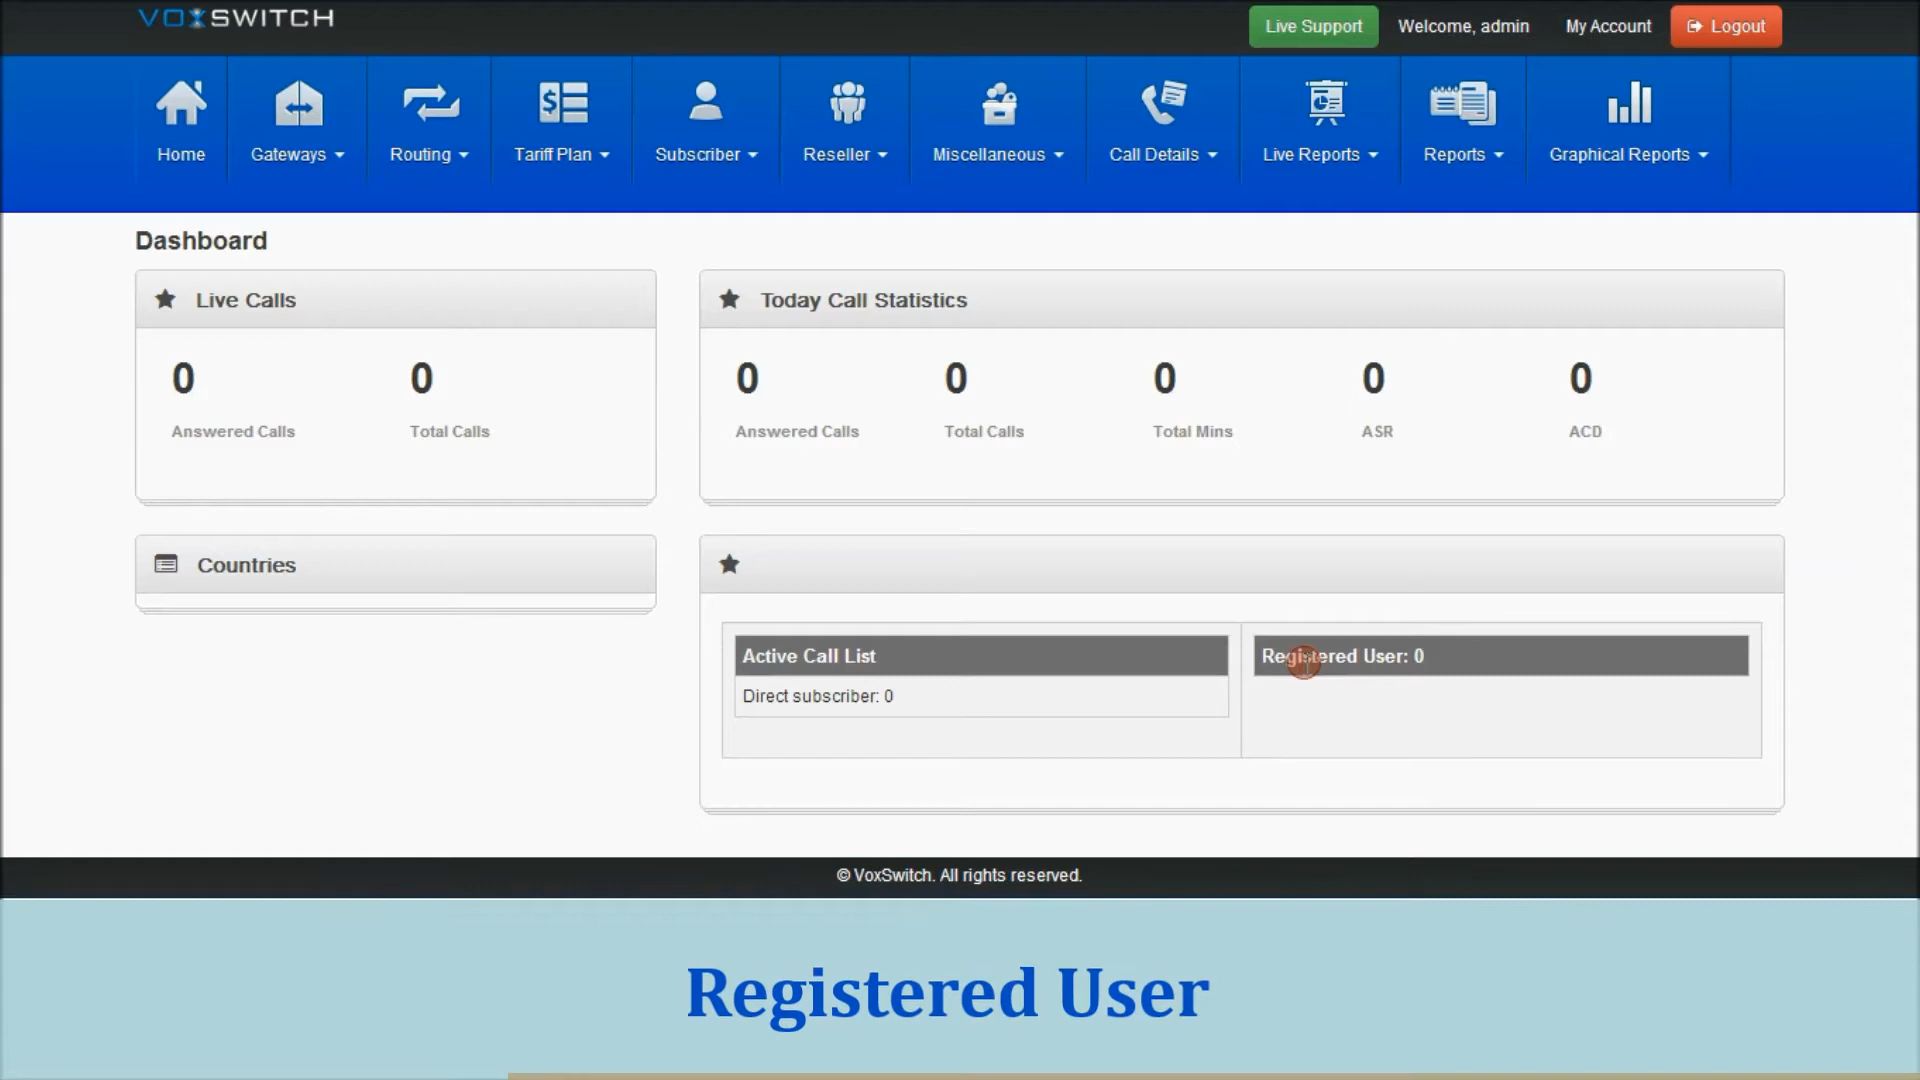 VOXSWITCH
Live Support Welcome, admin My Account Logout
Home Gateways Routing Tariff Plan Subscriber Reseller Miscellaneous Call Details Live Reports Reports Graphical Reports
Dashboard
Live Calls
0 0
Answered Calls Total Calls
Today Call Statistics
0 0 0 0 0
Answered Calls Total Calls Total Mins ASR ACD
Countries
Active Call List
Direct subscriber: 0
Registered User: 0
© VoxSwitch. All rights reserved.
Registered User